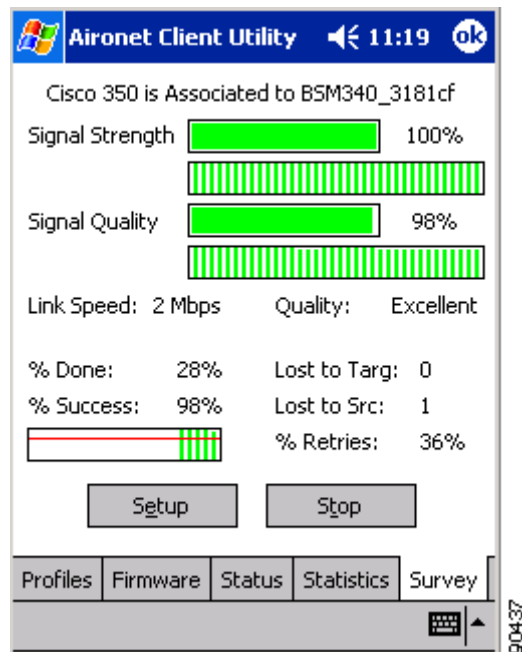 Aironet Client Utility 11:19 ok
Cisco 350 is Associated to BSM340_3181cf
Signal Strength 100%
Signal Quality 98%
Link Speed: 2 Mbps Quality: Excellent
% Done: 28% Lost to Targ: 0
% Success: 98% Lost to Src: 1
% Retries: 36%
Setup Stop
Profiles Firmware Status Statistics Survey
90437